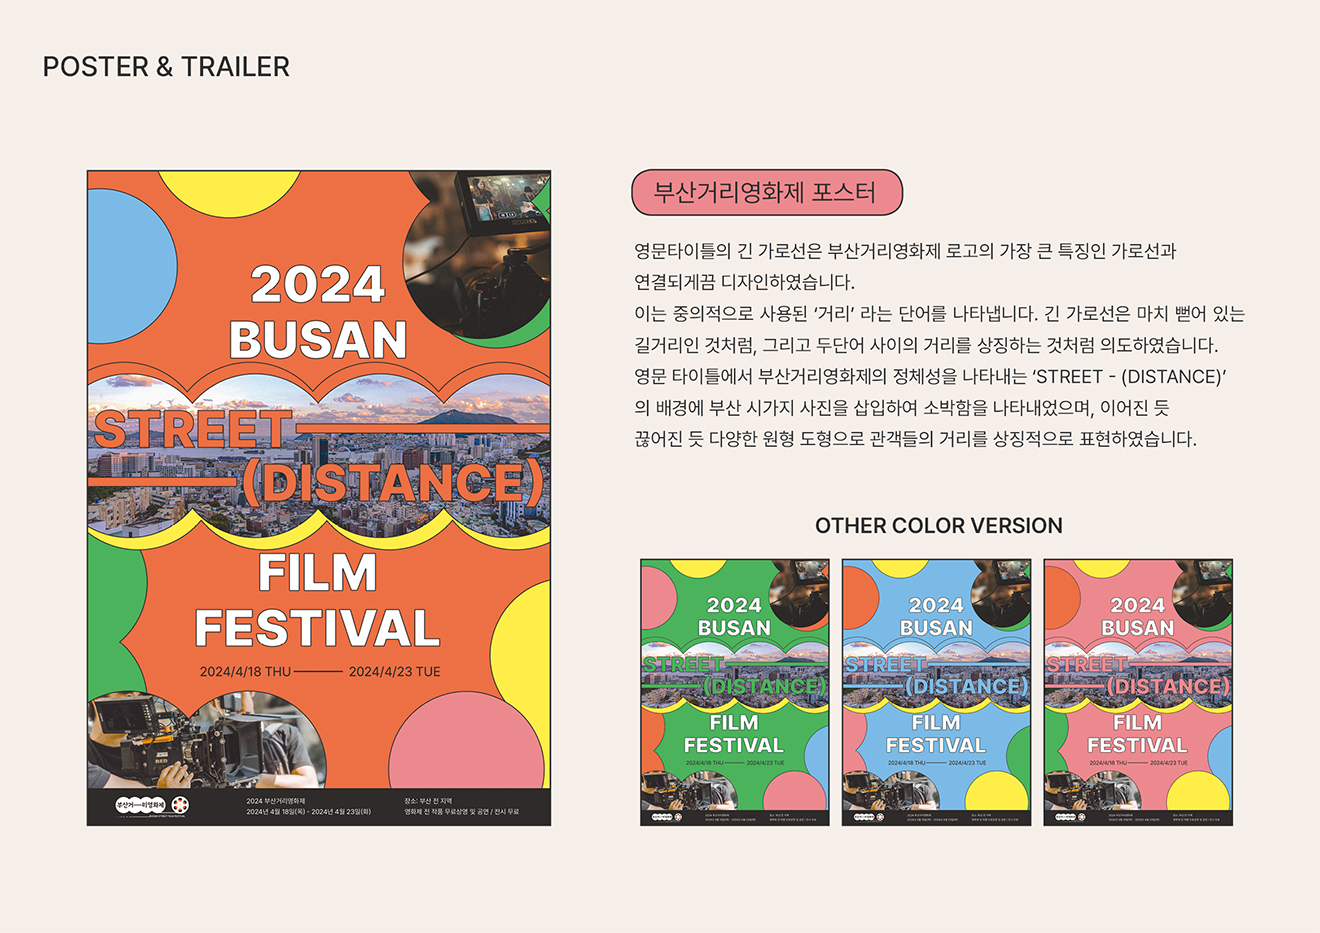 POSTER & TRAILER
2024
BUSAN
STREET
(DISTANCE)
FILM
FESTIVAL
2024/4/18 THU 2024/4/23 TUE
부산거리영화제
2024 부산거리영화제
2024년 4월 18일(목) - 2024년 4월 23일(화)
장소: 부산 전 지역
영화제 전 작품 무료상영 및 공연 / 전시 무료
부산거리영화제 포스터
영문타이틀의 긴 가로선은 부산거리영화제 로고의 가장 큰 특징인 가로선과
연결되게끔 디자인하였습니다.
이는 중의적으로 사용된 ‘거리’ 라는 단어를 나타냅니다. 긴 가로선은 마치 뻗어 있는
길거리인 것처럼, 그리고 두단어 사이의 거리를 상징하는 것처럼 의도하였습니다.
영문 타이틀에서 부산거리영화제의 정체성을 나타내는 ‘STREET - (DISTANCE)’
의 배경에 부산 시가지 사진을 삽입하여 소박함을 나타내었으며, 이어진 듯
끊어진 듯 다양한 원형 도형으로 관객들의 거리를 상징적으로 표현하였습니다.
OTHER COLOR VERSION
2024
BUSAN
STREET
(DISTANCE)
FILM
FESTIVAL
2024/4/18 THU 2024/4/23 TUE
2024
BUSAN
STREET
(DISTANCE)
FILM
FESTIVAL
2024/4/18 THU 2024/4/23 TUE
2024
BUSAN
STREET
(DISTANCE)
FILM
FESTIVAL
2024/4/18 THU 2024/4/23 TUE